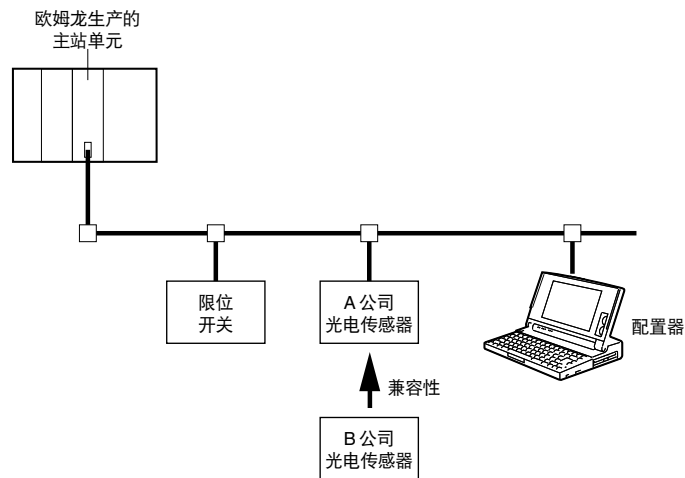 欧姆龙生产的
主站单元
限位
开关
A 公司
光电传感器
配置器
兼容性
B 公司
光电传感器